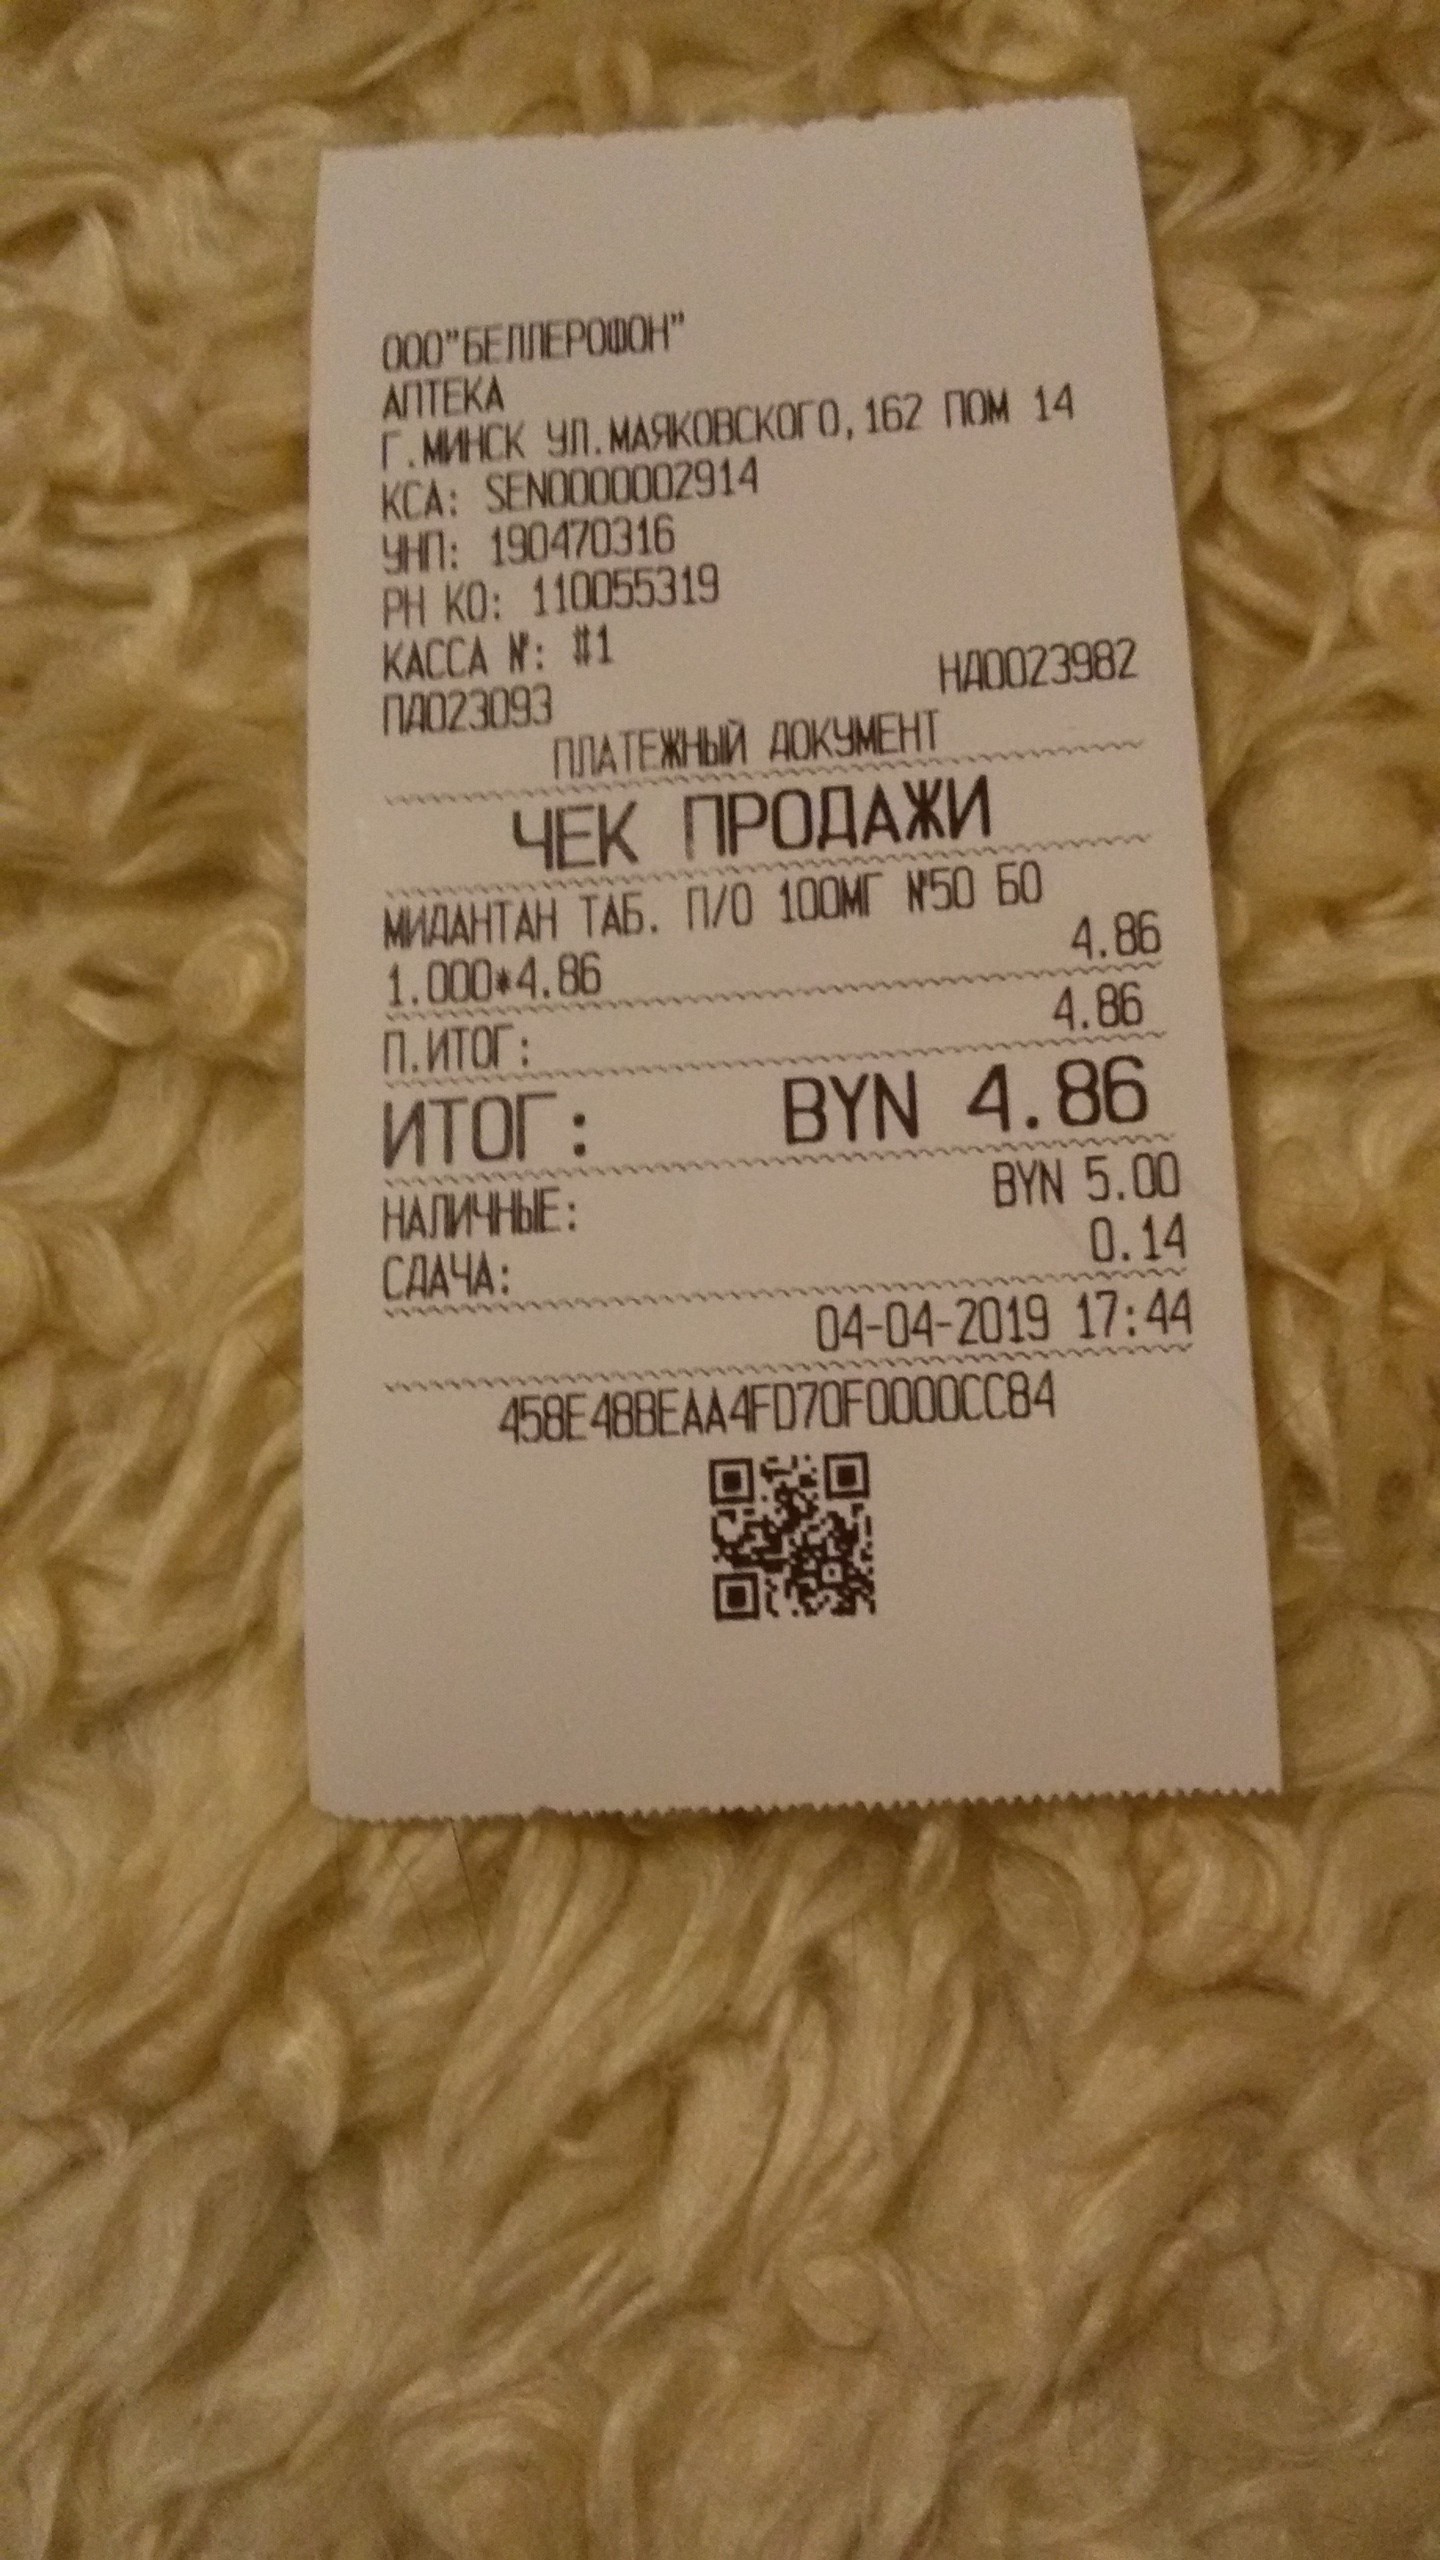 ООО"БЕЛЛЕРОФОН"
АПТЕКА
Г.МИНСК УЛ.МАЯКОВСКОГО,162 ПОМ 14
КСА: SEN0000002914
УНП: 190470316
РН КО: 110055319
КАССА №: #1
ПД023093 НД0023982
ПЛАТЕЖНЫЙ ДОКУМЕНТ
ЧЕК ПРОДАЖИ
МИДАНТАН ТАБ. П/О 100МГ №50 БО
1.000*4.86 4.86
П.ИТОГ: 4.86
ИТОГ: BYN 4.86
НАЛИЧНЫЕ: BYN 5.00
СДАЧА: 0.14
04-04-2019 17:44
458E48BEAA4FD70F0000CC84